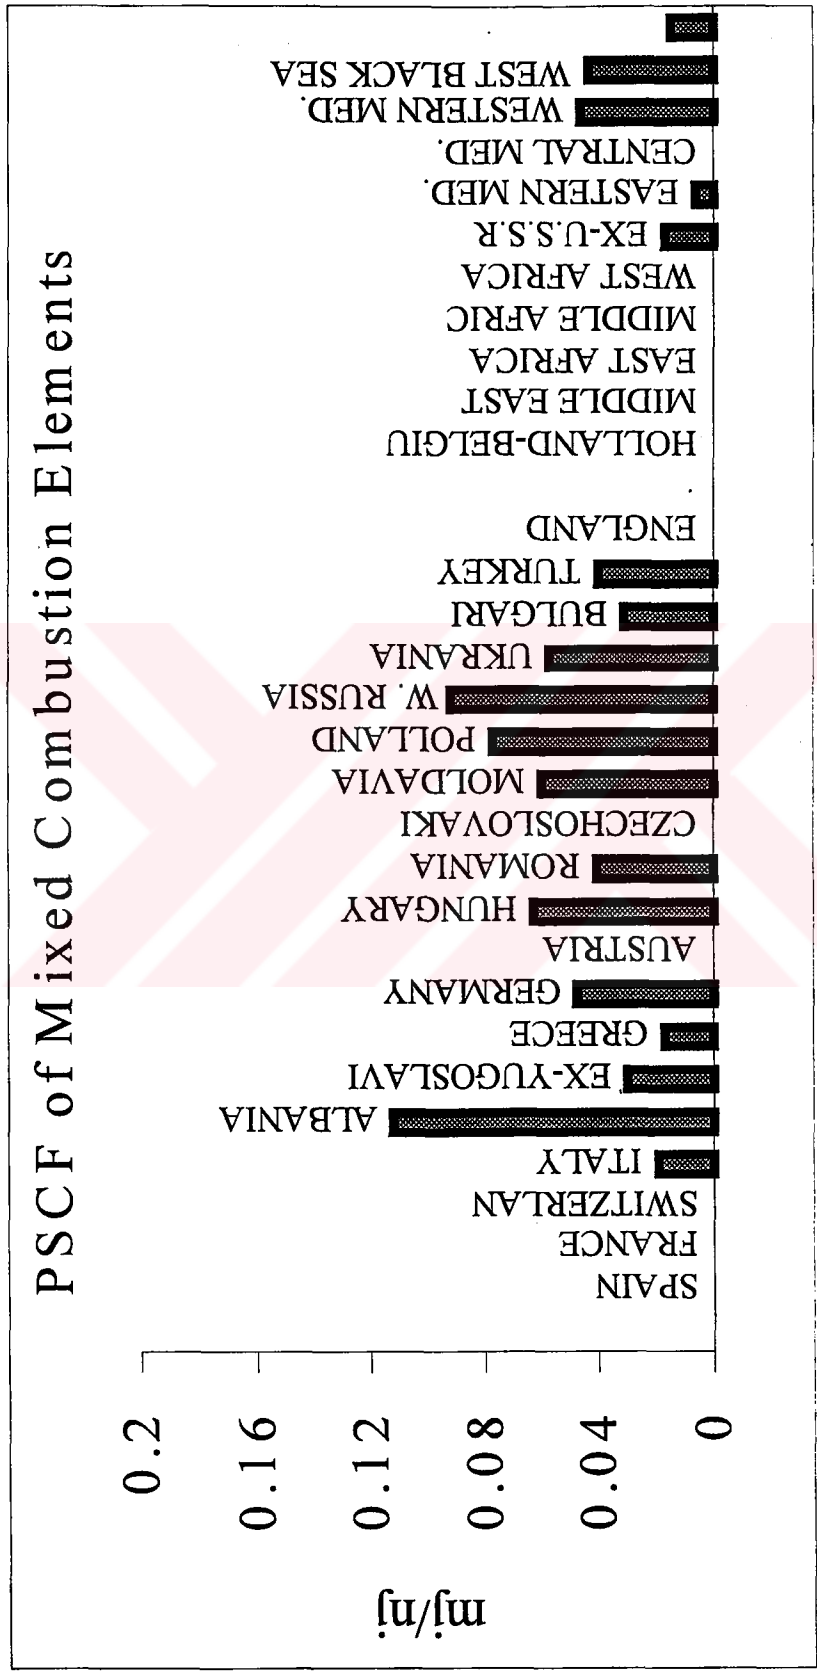 PSCF of Mixed Combustion Elements
mj/nj
0.2
0.16
0.12
0.08
0.04
0
SPAIN
FRANCE
SWITZERLAN
ITALY
ALBANIA
EX-YUGOSLAVI
GREECE
GERMANY
AUSTRIA
HUNGARY
ROMANIA
CZECHOSLOVAKI
MOLDAVIA
POLLAND
W. RUSSIA
UKRANIA
BULGARI
TURKEY
ENGLAND
HOLLAND-BELGIU
MIDDLE EAST
EAST AFRICA
MIDDLE AFRIC
WEST AFRICA
EX-U.S.S.R
EASTERN MED.
CENTRAL MED.
WESTERN MED.
WEST BLACK SEA